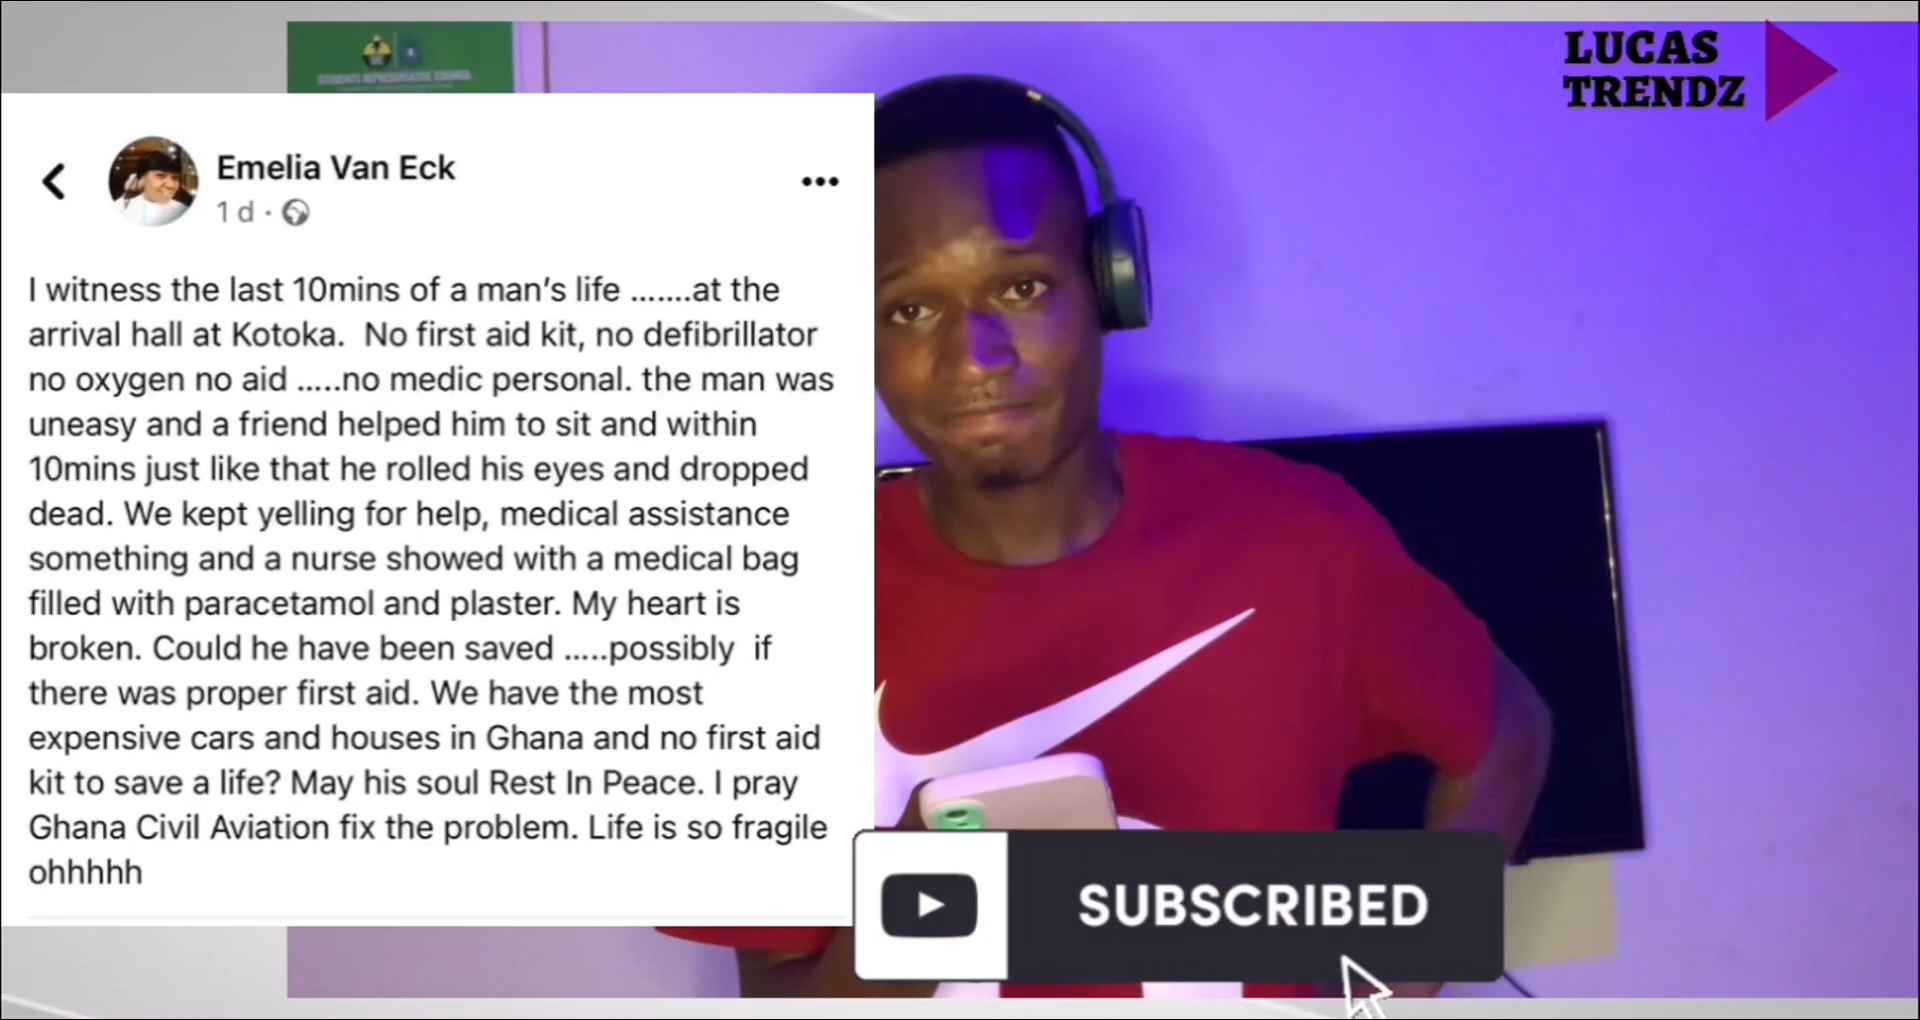 STUDENTS REPRESENTATIVE COUNCIL
LUCAS
TRENDZ
Emelia Van Eck
1 d ·
I witness the last 10mins of a man’s life .......at the
arrival hall at Kotoka.  No first aid kit, no defibrillator
no oxygen no aid .....no medic personal. the man was
uneasy and a friend helped him to sit and within
10mins just like that he rolled his eyes and dropped
dead. We kept yelling for help, medical assistance
something and a nurse showed with a medical bag
filled with paracetamol and plaster. My heart is
broken. Could he have been saved .....possibly  if
there was proper first aid. We have the most
expensive cars and houses in Ghana and no first aid
kit to save a life? May his soul Rest In Peace. I pray
Ghana Civil Aviation fix the problem. Life is so fragile
ohhhhh
SUBSCRIBED